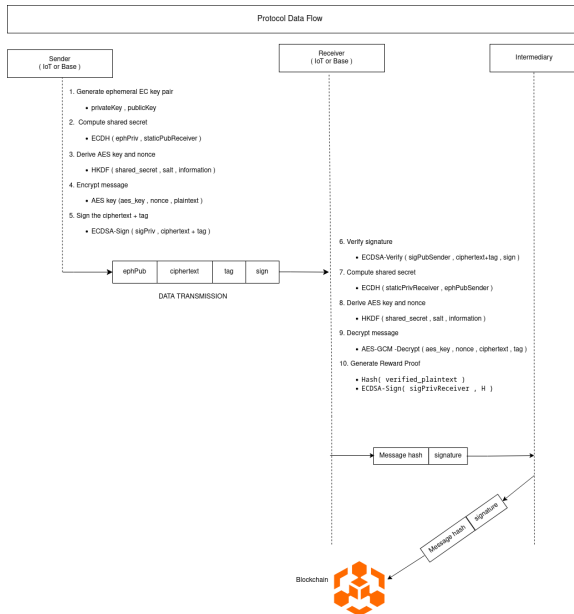 Protocol Data Flow
Sender
( IoT or Base )
Receiver
( IoT or Base )
Intermediary
1. Generate ephemeral EC key pair
• privateKey , publicKey
2. Compute shared secret
• ECDH ( ephPriv , staticPubReceiver )
3. Derive AES key and nonce
• HKDF ( shared_secret , salt , information )
4. Encrypt message
• AES key (aes_key , nonce , plaintext )
5. Sign the ciphertext + tag
• ECDSA-Sign ( sigPriv , ciphertext + tag )
ephPub ciphertext tag sign
DATA TRANSMISSION
6. Verify signature
• ECDSA-Verify ( sigPubSender , ciphertext+tag , sign )
7. Compute shared secret
• ECDH ( staticPrivReceiver , ephPubSender )
8. Derive AES key and nonce
• HKDF ( shared_secret , salt , information )
9. Decrypt message
• AES-GCM -Decrypt ( aes_key , nonce , ciphertext , tag )
10. Generate Reward Proof
• Hash( verified_plaintext )
• ECDSA-Sign( sigPrivReceiver , H )
Message hash signature
Message hash signature
Blockchain